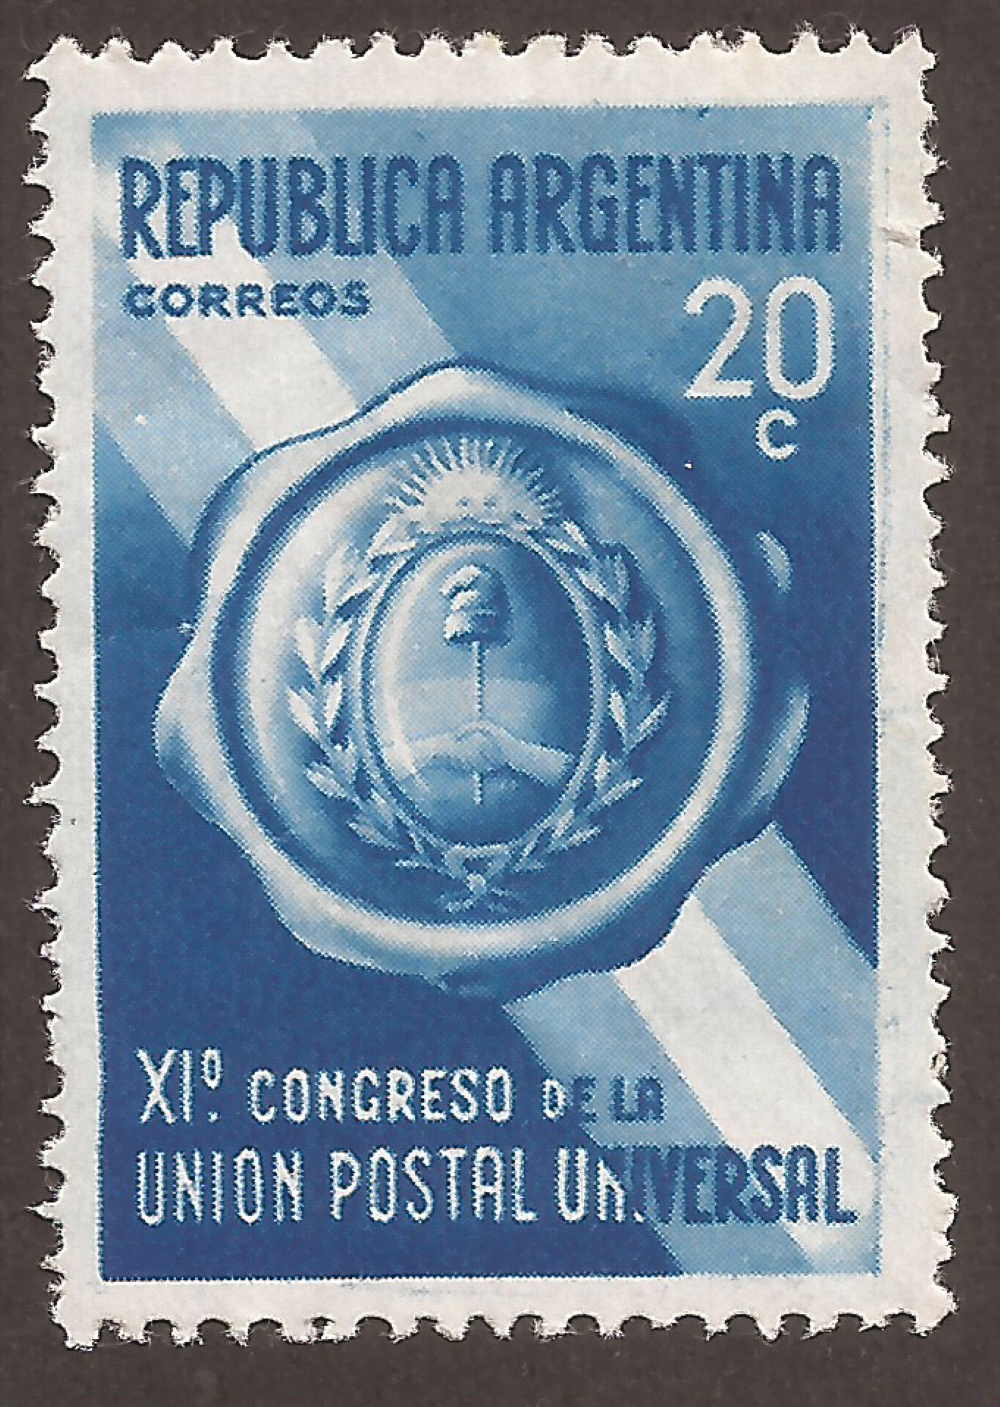 REPUBLICA ARGENTINA
CORREOS
20
C
XIº. CONGRESO DE LA
UNION POSTAL UNIVERSAL